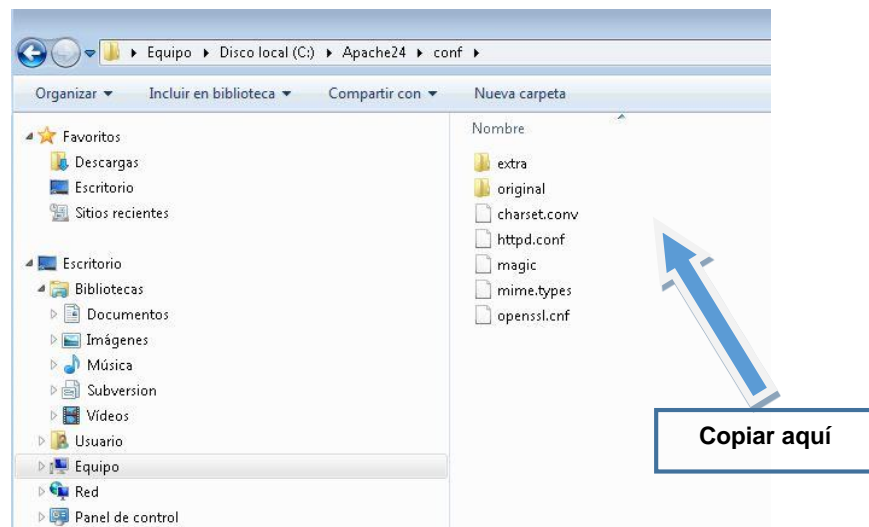 Equipo Disco local (C:) Apache24 conf
Organizar Incluir en biblioteca Compartir con Nueva carpeta
Favoritos
Descargas
Escritorio
Sitios recientes
Escritorio
Bibliotecas
Documentos
Imágenes
Música
Subversion
Vídeos
Usuario
Equipo
Red
Panel de control
Nombre
extra
original
charset.conv
httpd.conf
magic
mime.types
openssl.cnf
Copiar aquí